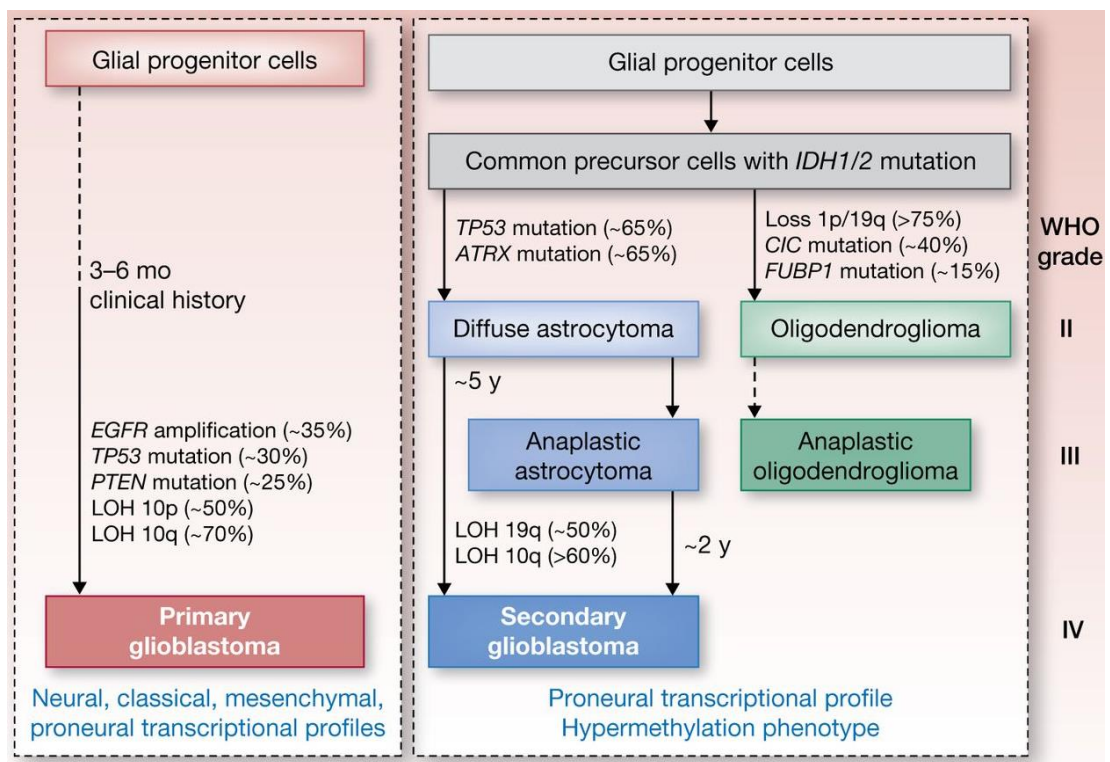 Glial progenitor cells
3–6 mo
clinical history
EGFR amplification (~35%)
TP53 mutation (~30%)
PTEN mutation (~25%)
LOH 10p (~50%)
LOH 10q (~70%)
Primary
glioblastoma
Neural, classical, mesenchymal,
proneural transcriptional profiles
Glial progenitor cells
Common precursor cells with IDH1/2 mutation
TP53 mutation (~65%)
ATRX mutation (~65%)
Loss 1p/19q (>75%)
CIC mutation (~40%)
FUBP1 mutation (~15%)
Diffuse astrocytoma
Oligodendroglioma
~5 y
Anaplastic
astrocytoma
Anaplastic
oligodendroglioma
LOH 19q (~50%)
LOH 10q (>60%)
~2 y
Secondary
glioblastoma
Proneural transcriptional profile
Hypermethylation phenotype
WHO
grade
II
III
IV